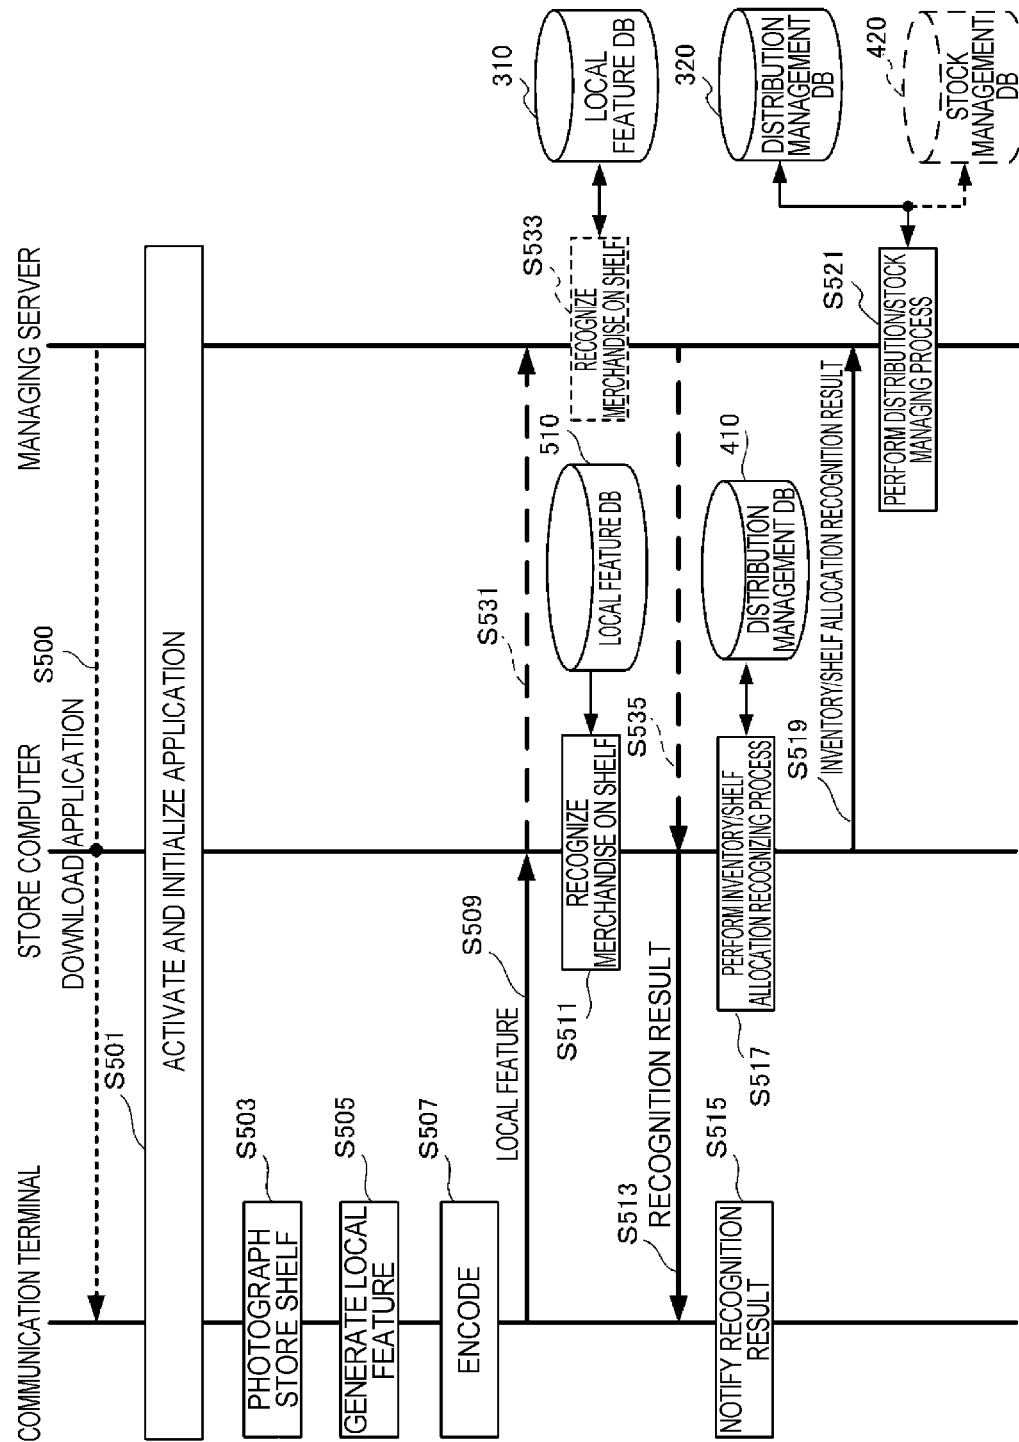 COMMUNICATION TERMINAL
STORE COMPUTER
MANAGING SERVER
DOWNLOAD APPLICATION
S500
S501
ACTIVATE AND INITIALIZE APPLICATION
PHOTOGRAPH
STORE SHELF
S503
GENERATE LOCAL
FEATURE
S505
ENCODE
S507
LOCAL FEATURE
S509
S531
S511
RECOGNIZE
MERCHANDISE ON SHELF
LOCAL FEATURE DB
510
RECOGNIZE
MERCHANDISE ON SHELF
S533
LOCAL
FEATURE DB
310
S513
RECOGNITION RESULT
S535
NOTIFY RECOGNITION
RESULT
S515
PERFORM INVENTORY/SHELF
ALLOCATION RECOGNIZING PROCESS
S517
DISTRIBUTION
MANAGEMENT DB
410
DISTRIBUTION
MANAGEMENT
DB
320
S519
INVENTORY/SHELF ALLOCATION RECOGNITION RESULT
PERFORM DISTRIBUTION/STOCK
MANAGING PROCESS
S521
STOCK
MANAGEMENT
DB
420